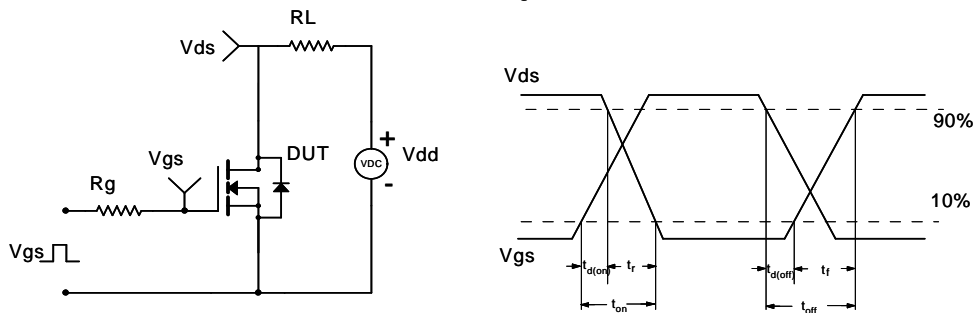 RL
Vds
Vgs
DUT
VDC
+
-
Vdd
Rg
Vgs
Vds
90%
10%
Vgs
td(on)
tr
td(off)
tf
ton
toff